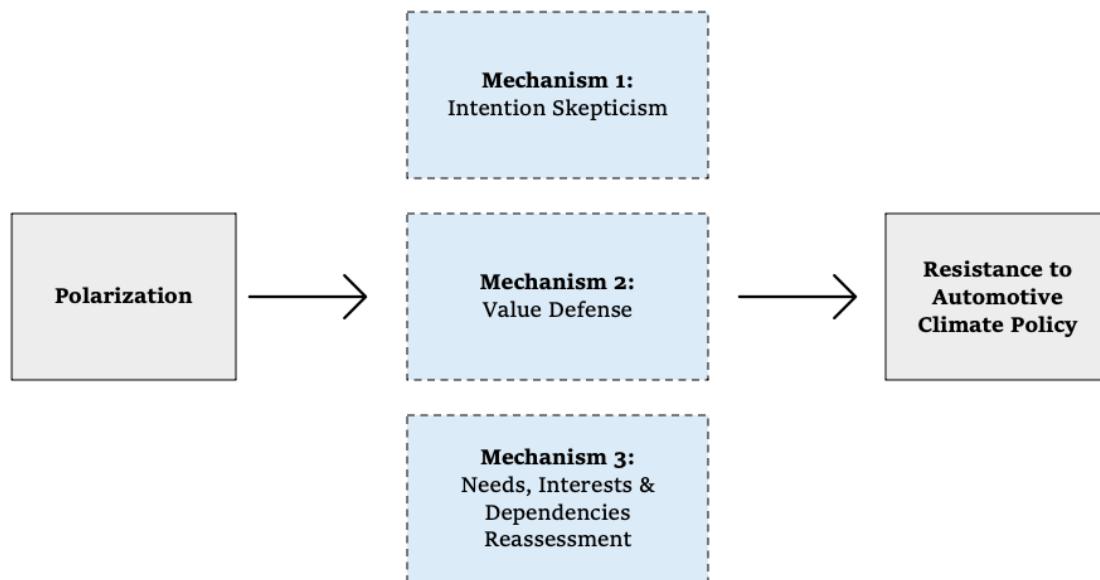 Mechanism 1:
Intention Skepticism
Polarization
Mechanism 2:
Value Defense
Resistance to
Automotive
Climate Policy
Mechanism 3:
Needs, Interests &
Dependencies
Reassessment